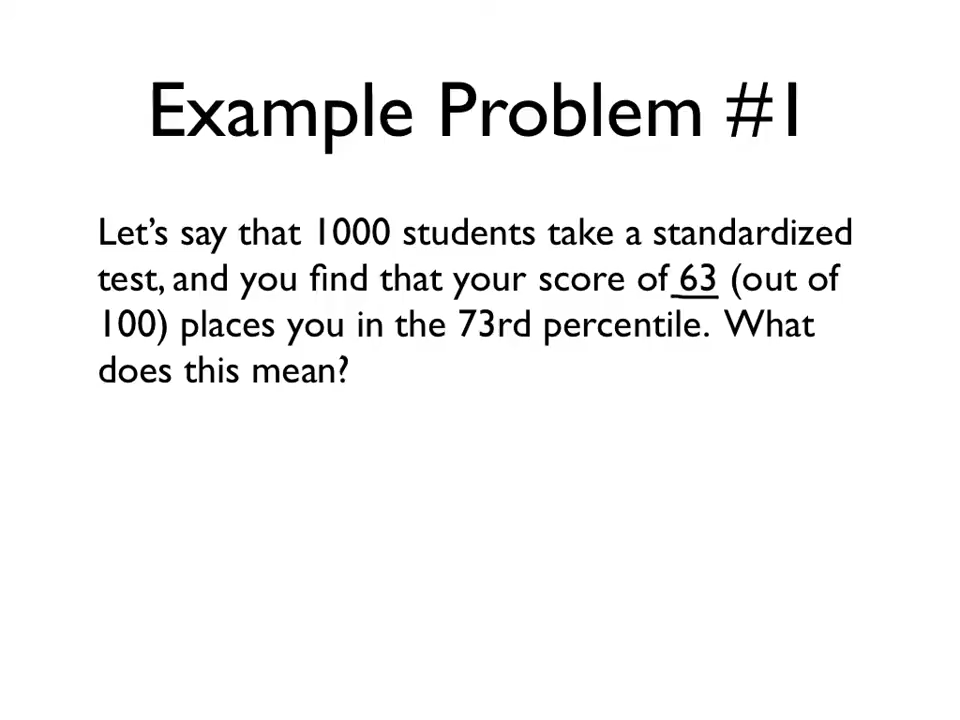 Example Problem #1
Let’s say that 1000 students take a standardized
test, and you find that your score of 63 (out of
100) places you in the 73rd percentile.  What
does this mean?